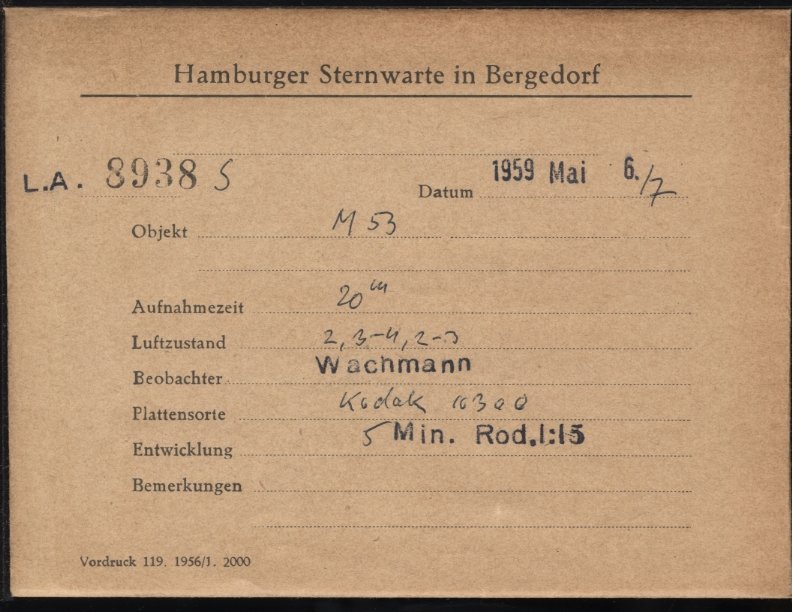 Hamburger Sternwarte in Bergedorf
L.A. 8938 S
Datum 1959 Mai 6./7
Objekt M 53
Aufnahmezeit 20m
Luftzustand 2, 3-4, 2-3
Beobachter Wachmann
Plattensorte Kodak 103a0
Entwicklung 5 Min. Rod.1:15
Bemerkungen
Vordruck 119. 1956/1. 2000